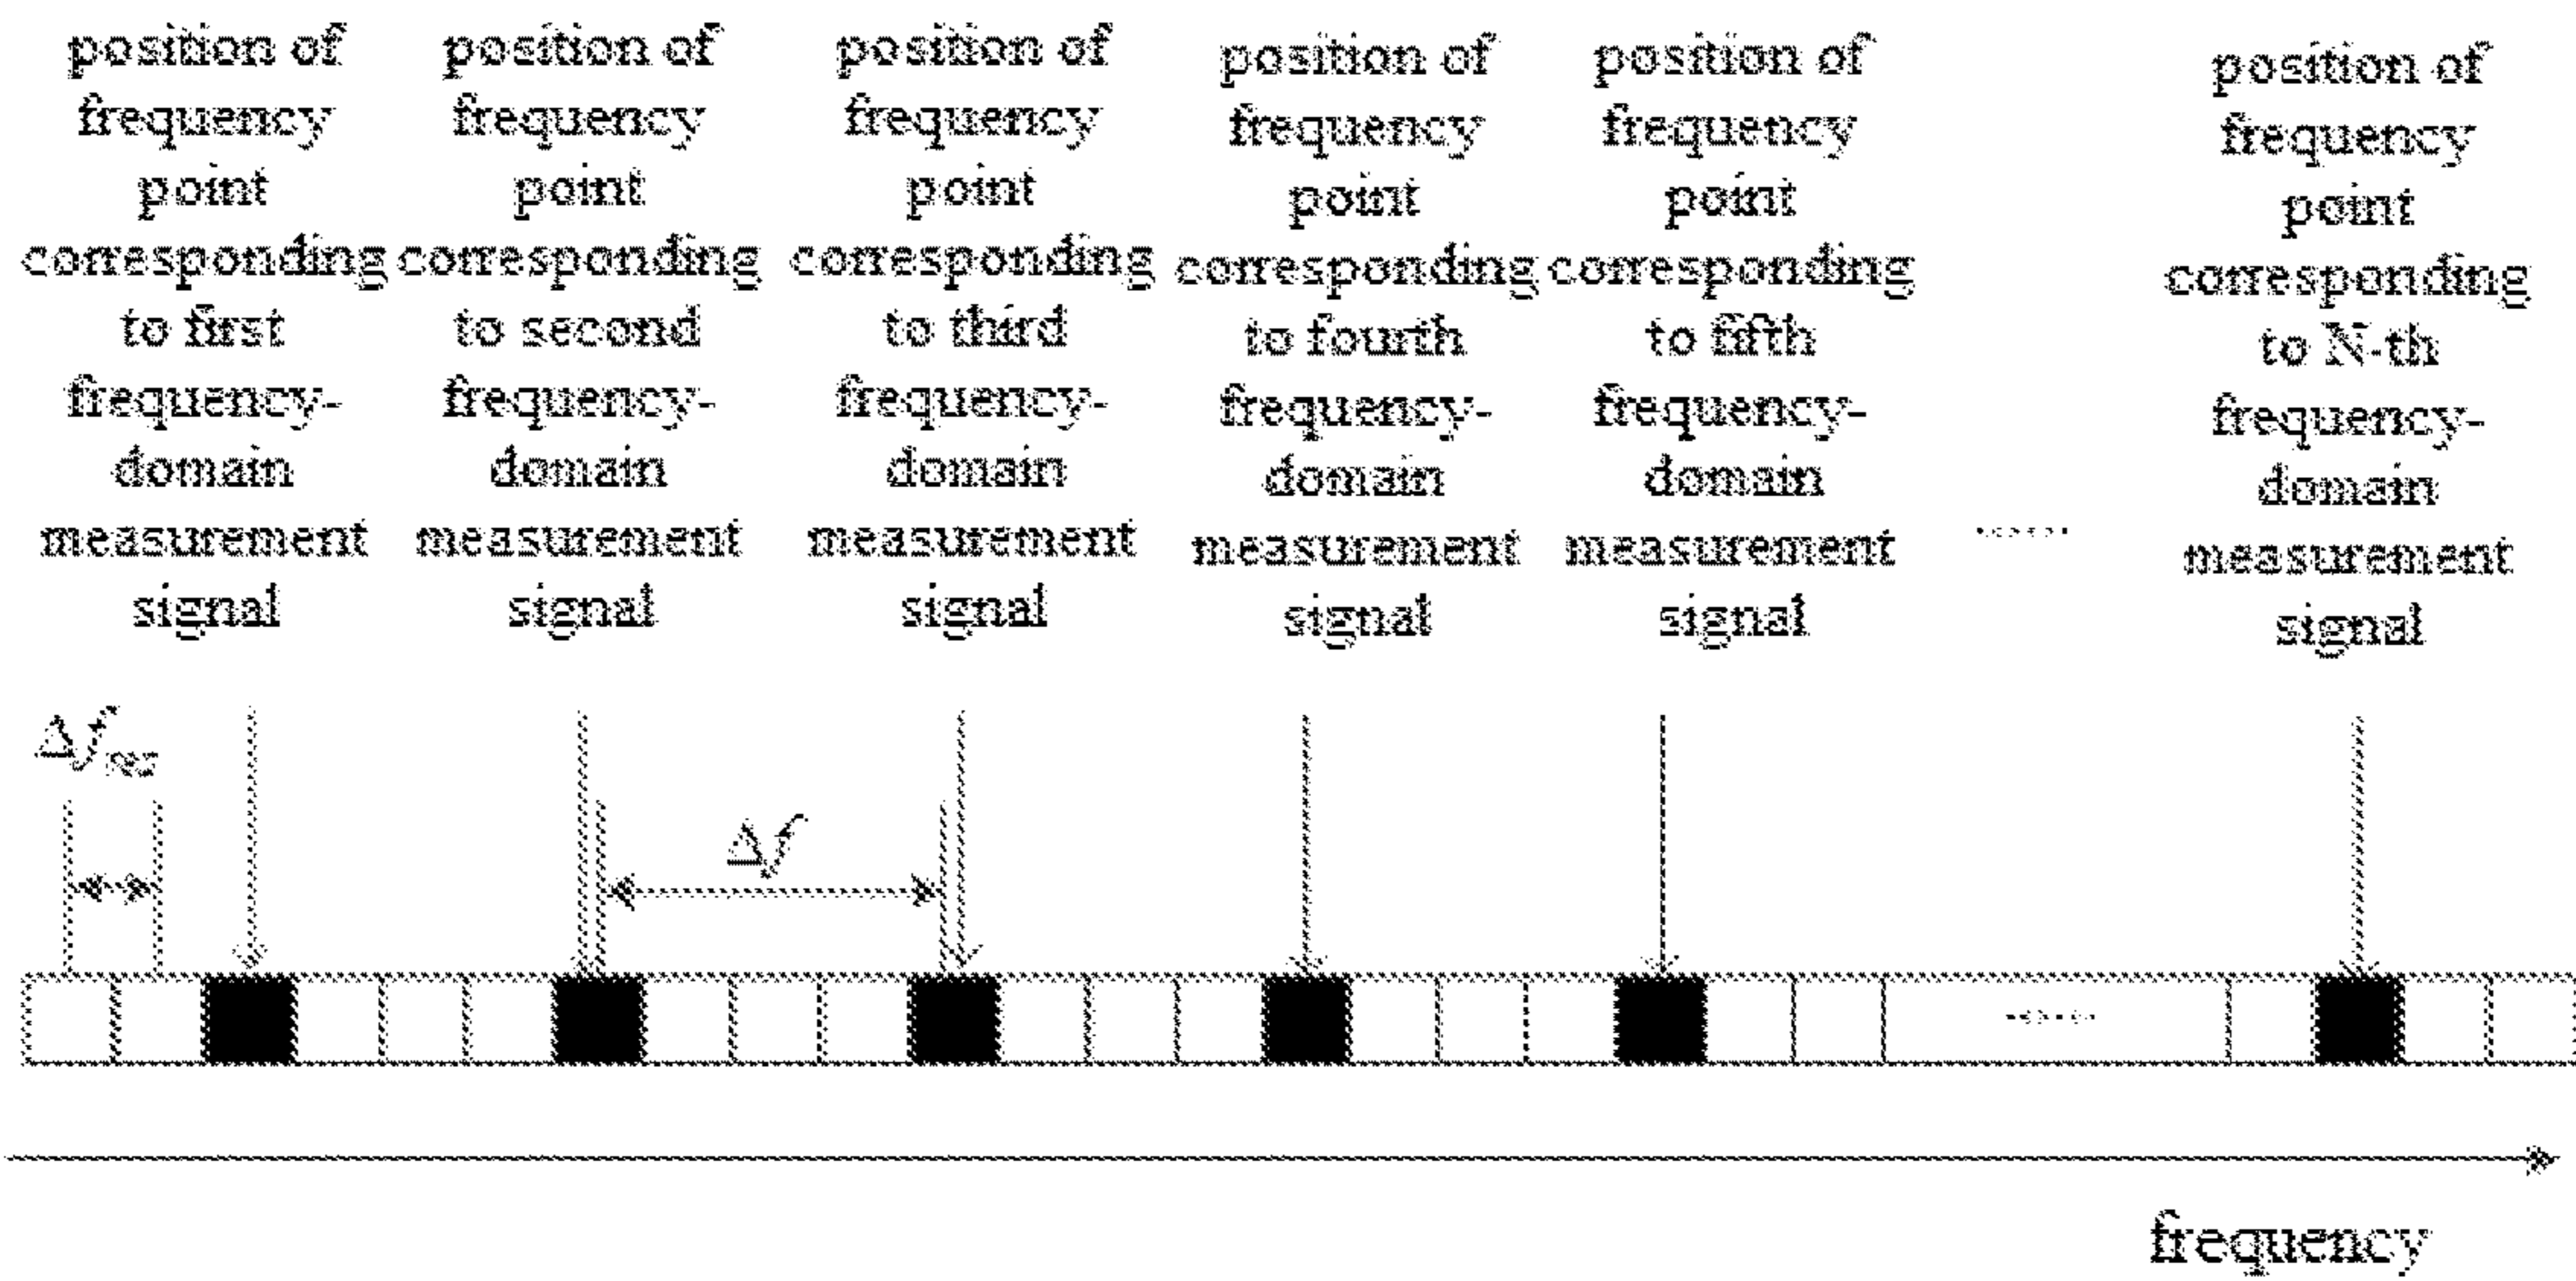 position of
frequency
point
corresponding
to first
frequency-
domain
measurement
signal
position of
frequency
point
corresponding
to second
frequency-
domain
measurement
signal
position of
frequency
point
corresponding
to third
frequency-
domain
measurement
signal
position of
frequency
point
corresponding
to fourth
frequency-
domain
measurement
signal
position of
frequency
point
corresponding
to fifth
frequency-
domain
measurement
signal
······
position of
frequency
point
corresponding
to N-th
frequency-
domain
measurement
signal
Δf
Δf
······
frequency